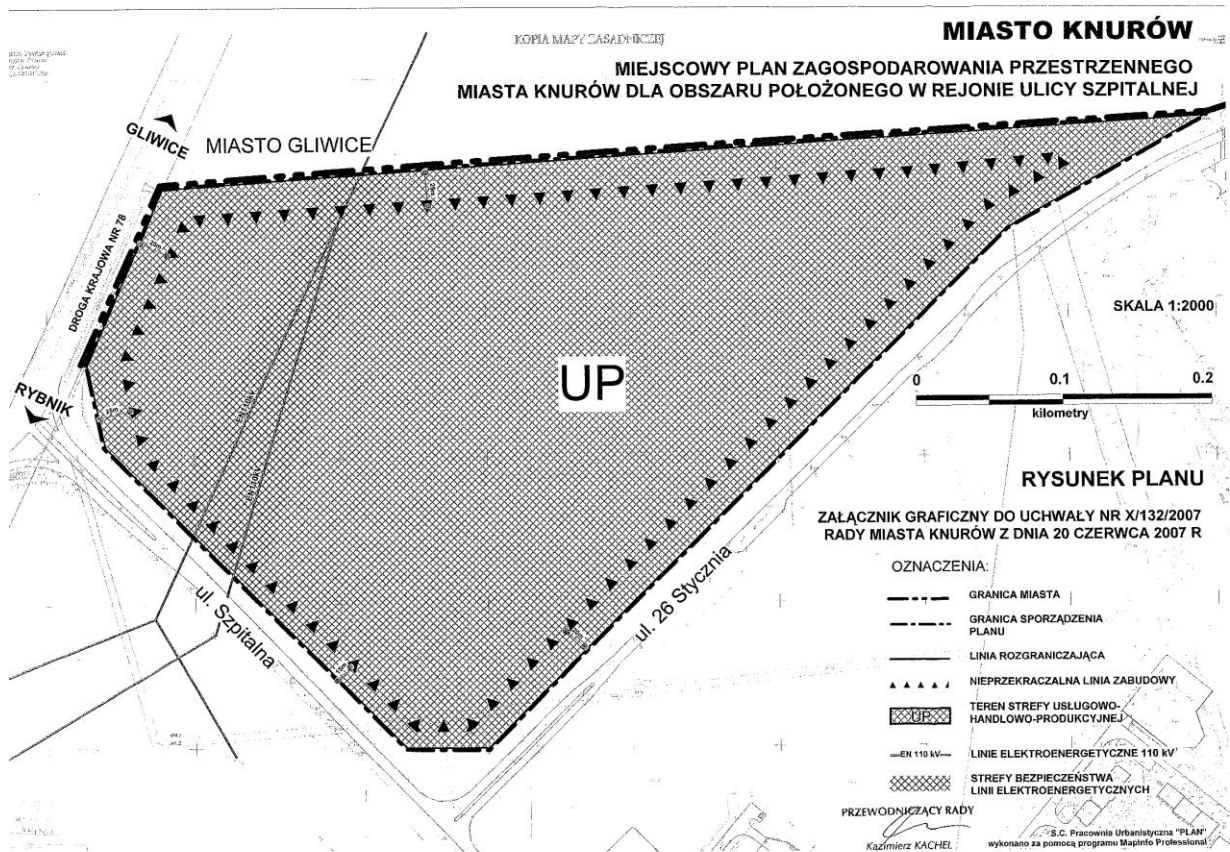 KOPIA MAPY ZASADNICZEJ
MIASTO KNURÓW
MIEJSCOWY PLAN ZAGOSPODAROWANIA PRZESTRZENNEGO
MIASTA KNURÓW DLA OBSZARU POŁOŻONEGO W REJONIE ULICY SZPITALNEJ
GLIWICE
MIASTO GLIWICE
DROGA KRAJOWA NR 78
RYBNIK
UP
EN 110kV
EN 110kV
ul. Szpitalna
ul. 26 Stycznia
SKALA 1:2000
0 0.1 0.2
kilometry
RYSUNEK PLANU
ZAŁĄCZNIK GRAFICZNY DO UCHWAŁY NR X/132/2007
RADY MIASTA KNURÓW Z DNIA 20 CZERWCA 2007 R
OZNACZENIA:
GRANICA MIASTA
GRANICA SPORZĄDZENIA
PLANU
LINIA ROZGRANICZAJĄCA
NIEPRZEKRACZALNA LINIA ZABUDOWY
UP
TEREN STREFY USŁUGOWO-
HANDLOWO-PRODUKCYJNEJ
EN 110 kV
LINIE ELEKTROENERGETYCZNE 110 kV
STREFY BEZPIECZEŃSTWA
LINII ELEKTROENERGETYCZNYCH
PRZEWODNICZĄCY RADY
Kazimierz KACHEL
S.C. Pracownia Urbanistyczna "PLAN"
wykonano za pomocą programu MapInfo Professional